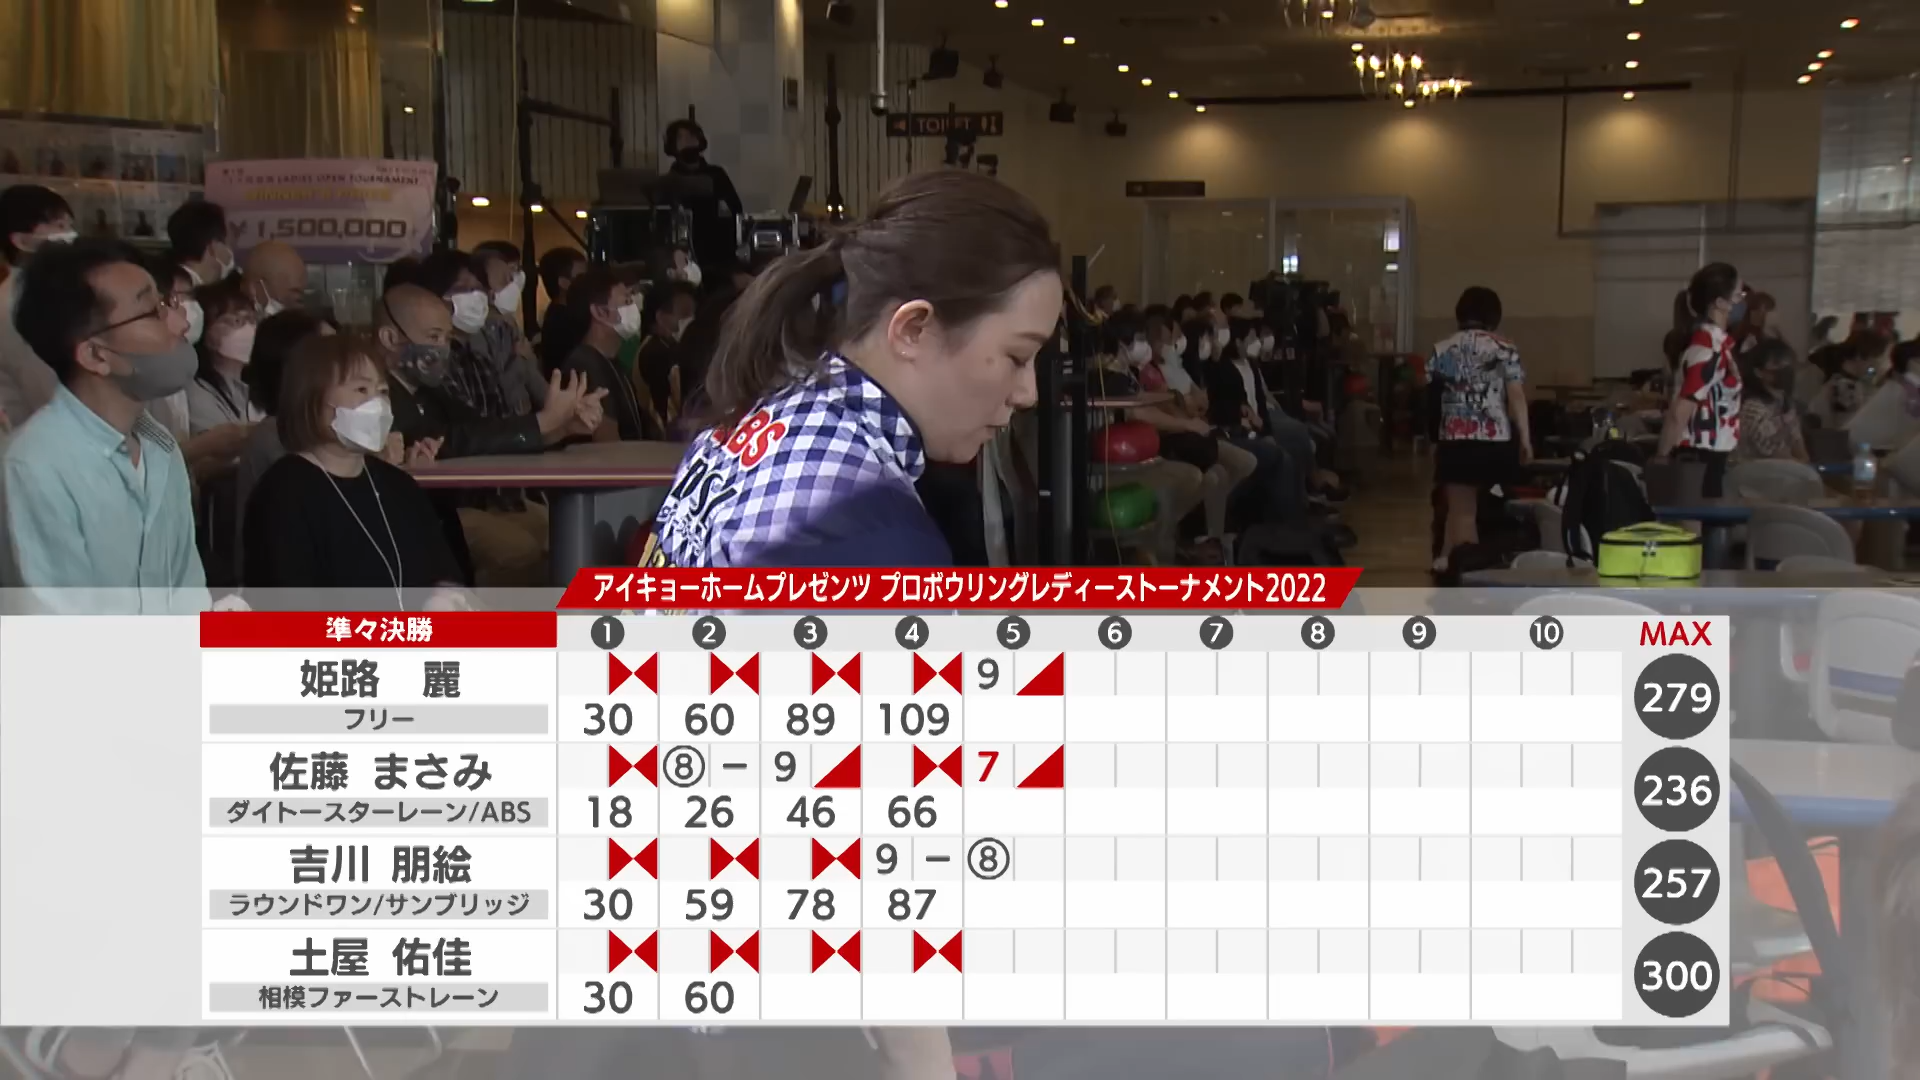 TOILET
LADIES OPEN TOURNAMENT
¥1,500,000
ABS
アイキョーホームプレゼンツ プロボウリングレディーストーナメント2022
準々決勝 1 2 3 4 5 6 7 8 9 10 MAX
姫路 麗 9 279
フリー 30 60 89 109
佐藤 まさみ ⑧ - 9 7 236
ダイトースターレーン/ABS 18 26 46 66
吉川 朋絵 9 - ⑧ 257
ラウンドワン/サンブリッジ 30 59 78 87
土屋 佑佳 300
相模ファーストレーン 30 60